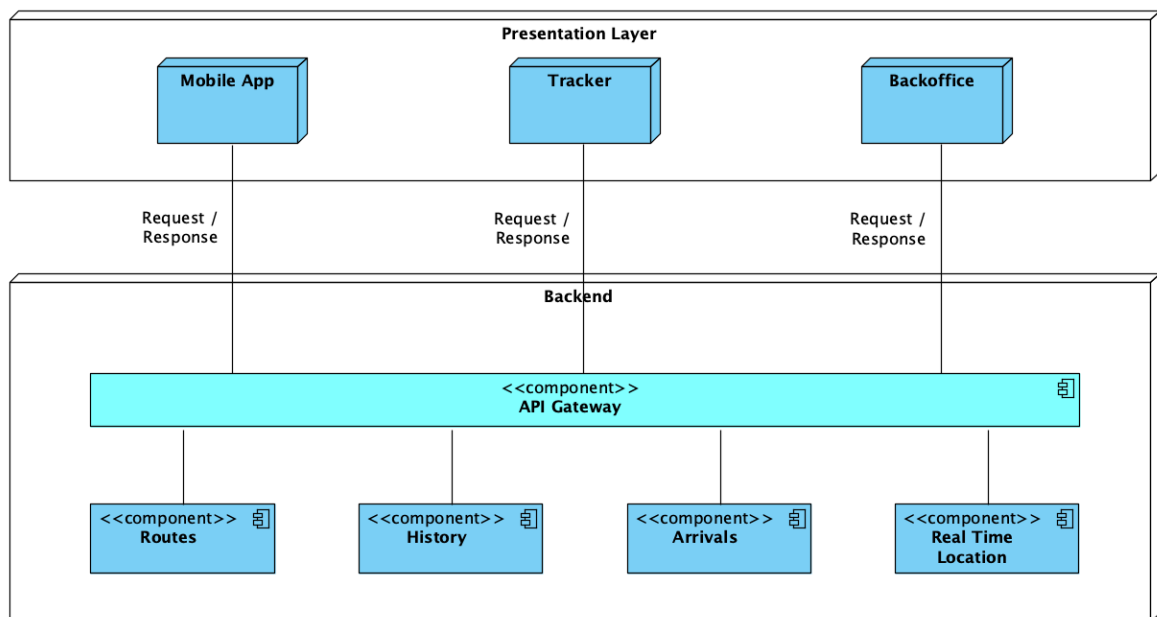 Presentation Layer
Mobile App
Tracker
Backoffice
Request /
Response
Request /
Response
Request /
Response
Backend
<<component>>
API Gateway
<<component>>
Routes
<<component>>
History
<<component>>
Arrivals
<<component>>
Real Time
Location